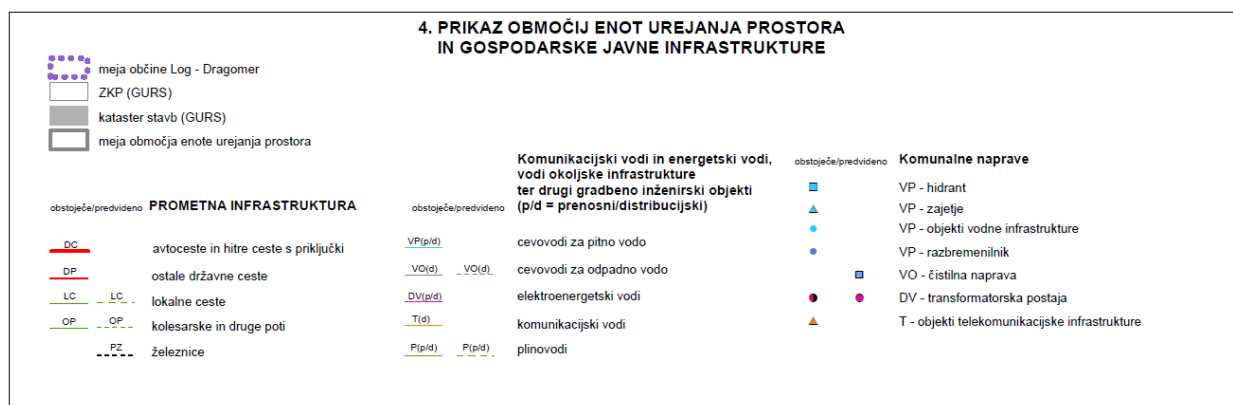 4. PRIKAZ OBMOČIJ ENOT UREJANJA PROSTORA
IN GOSPODARSKE JAVNE INFRASTRUKTURE
meja občine Log - Dragomer
ZKP (GURS)
kataster stavb (GURS)
meja območja enote urejanja prostora
obstoječe/predvideno PROMETNA INFRASTRUKTURA
DC avtoceste in hitre ceste s priključki
DP ostale državne ceste
LC LC lokalne ceste
OP OP kolesarske in druge poti
PZ železnice
Komunikacijski vodi in energetski vodi,
vodi okoljske infrastrukture
ter drugi gradbeno inženirski objekti
obstoječe/predvideno (p/d = prenosni/distribucijski)
VP(p/d) cevovodi za pitno vodo
VO(d) VO(d) cevovodi za odpadno vodo
DV(p/d) elektroenergetski vodi
T(d) komunikacijski vodi
P(p/d) P(p/d) plinovodi
obstoječe/predvideno Komunalne naprave
VP - hidrant
VP - zajetje
VP - objekti vodne infrastrukture
VP - razbremenilnik
VO - čistilna naprava
DV - transformatorska postaja
T - objekti telekomunikacijske infrastrukture